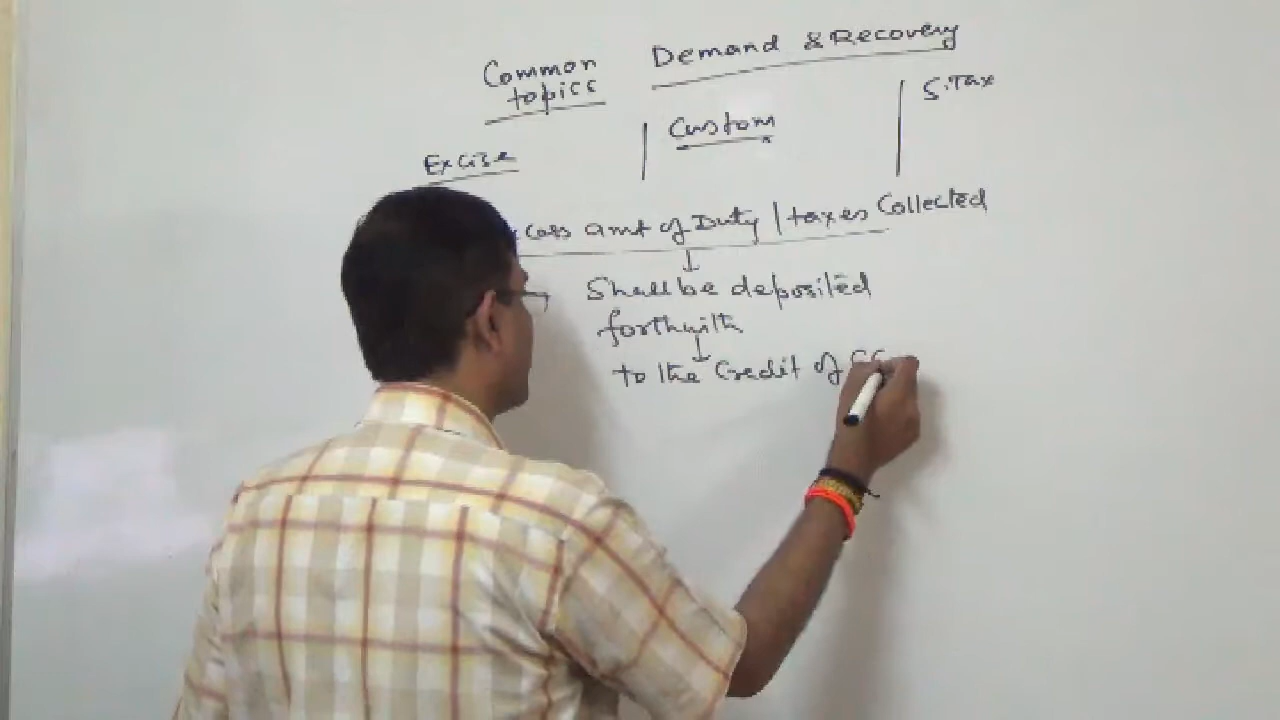 Common Demand & Recovery
topics
Excise | Custom | S.Tax
amt of Duty / taxes Collected
↓
Shall be deposited
forthwith
↓
to the Credit of